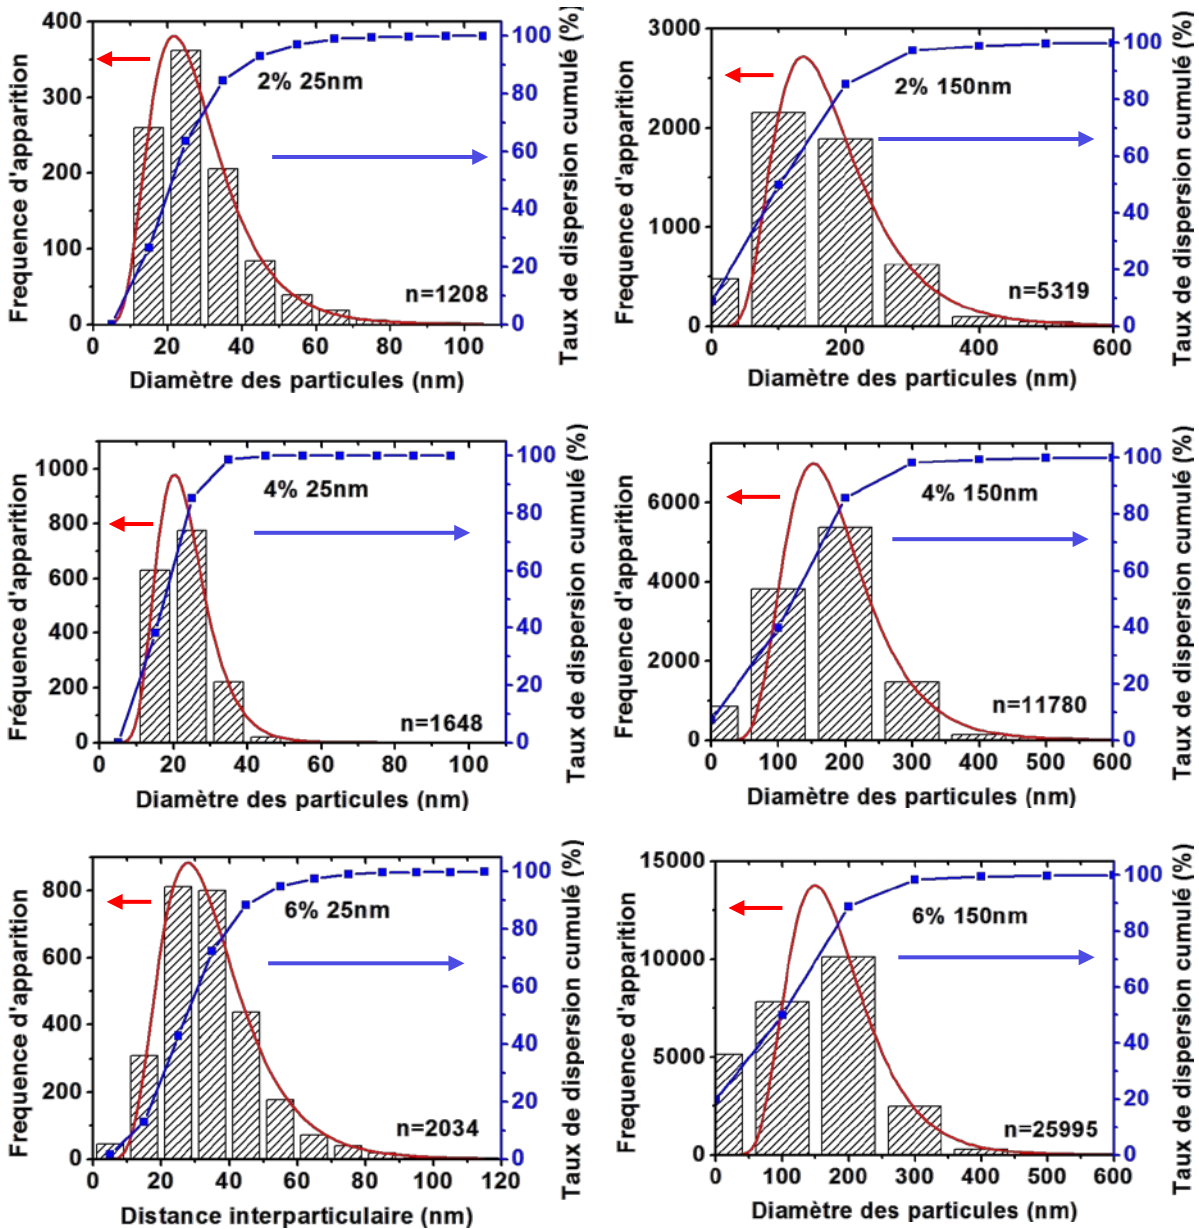 400
300
200
100
0
0 20 40 60 80 100
100
80
60
40
20
0
Frequence d'apparition
Taux de dispersion cumulé (%)
2% 25nm
n=1208
Diamètre des particules (nm)
3000
2000
1000
0
0 200 400 600
100
80
60
40
20
0
Frequence d'apparition
Taux de dispersion cumulé (%)
2% 150nm
n=5319
Diamètre des particules (nm)
1000
800
600
400
200
0
0 20 40 60 80 100
100
80
60
40
20
0
Fréquence d'apparition
Taux de dispersion cumulé (%)
4% 25nm
n=1648
Diamètre des particules (nm)
6000
4000
2000
0
0 100 200 300 400 500 600
100
80
60
40
20
0
Frequence d'apparition
Taux de dispersion cumulé (%)
4% 150nm
n=11780
Diamètre des particules (nm)
800
600
400
200
0
0 20 40 60 80 100 120
100
80
60
40
20
0
Frequence d'apparition
Taux de dispersion cumulé (%)
6% 25nm
n=2034
Distance interparticulaire (nm)
15000
10000
5000
0
0 100 200 300 400 500 600
100
80
60
40
20
0
Frequence d'apparition
Taux de dispersion cumulé (%)
6% 150nm
n=25995
Diamètre des particules (nm)